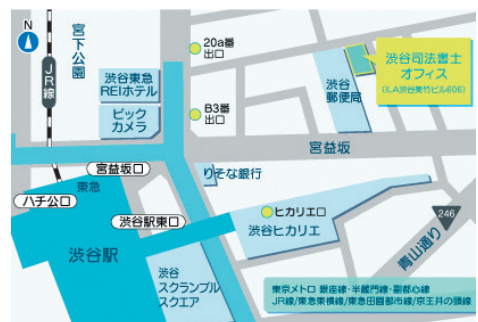 N
JR線
宮下公園
渋谷東急
REIホテル
ビック
カメラ
20a番
出口
B3番
出口
渋谷
郵便局
渋谷司法書士
オフィス
(ILA渋谷美竹ビル606)
宮益坂
宮益坂口
りそな銀行
東急
ハチ公口
渋谷駅東口
渋谷駅
ヒカリエ口
渋谷ヒカリエ
246
青山通り
渋谷
スクランブル
スクエア
東京メトロ 銀座線・半蔵門線・副都心線
JR線/東急東横線/東急田園都市線/京王井の頭線